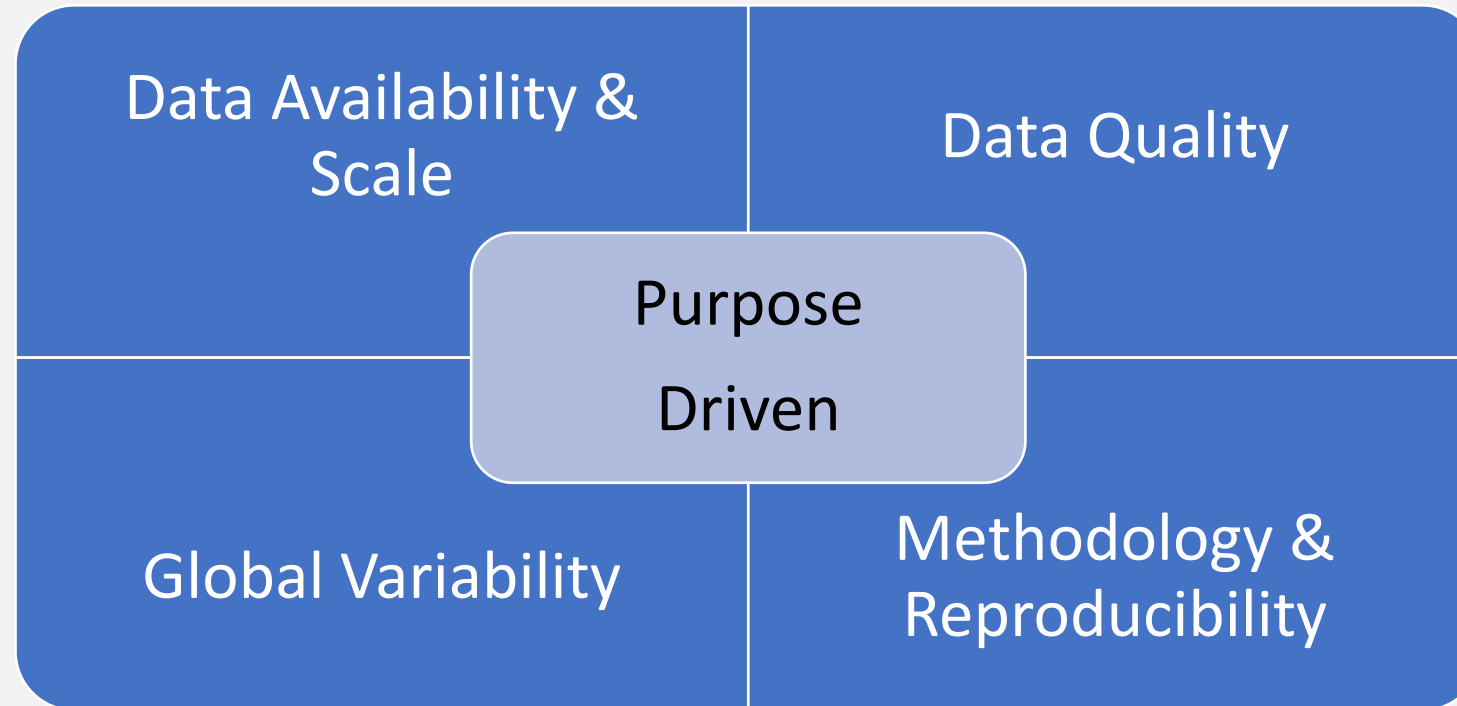 Data Availability &
Scale
Data Quality
Purpose
Driven
Global Variability
Methodology &
Reproducibility